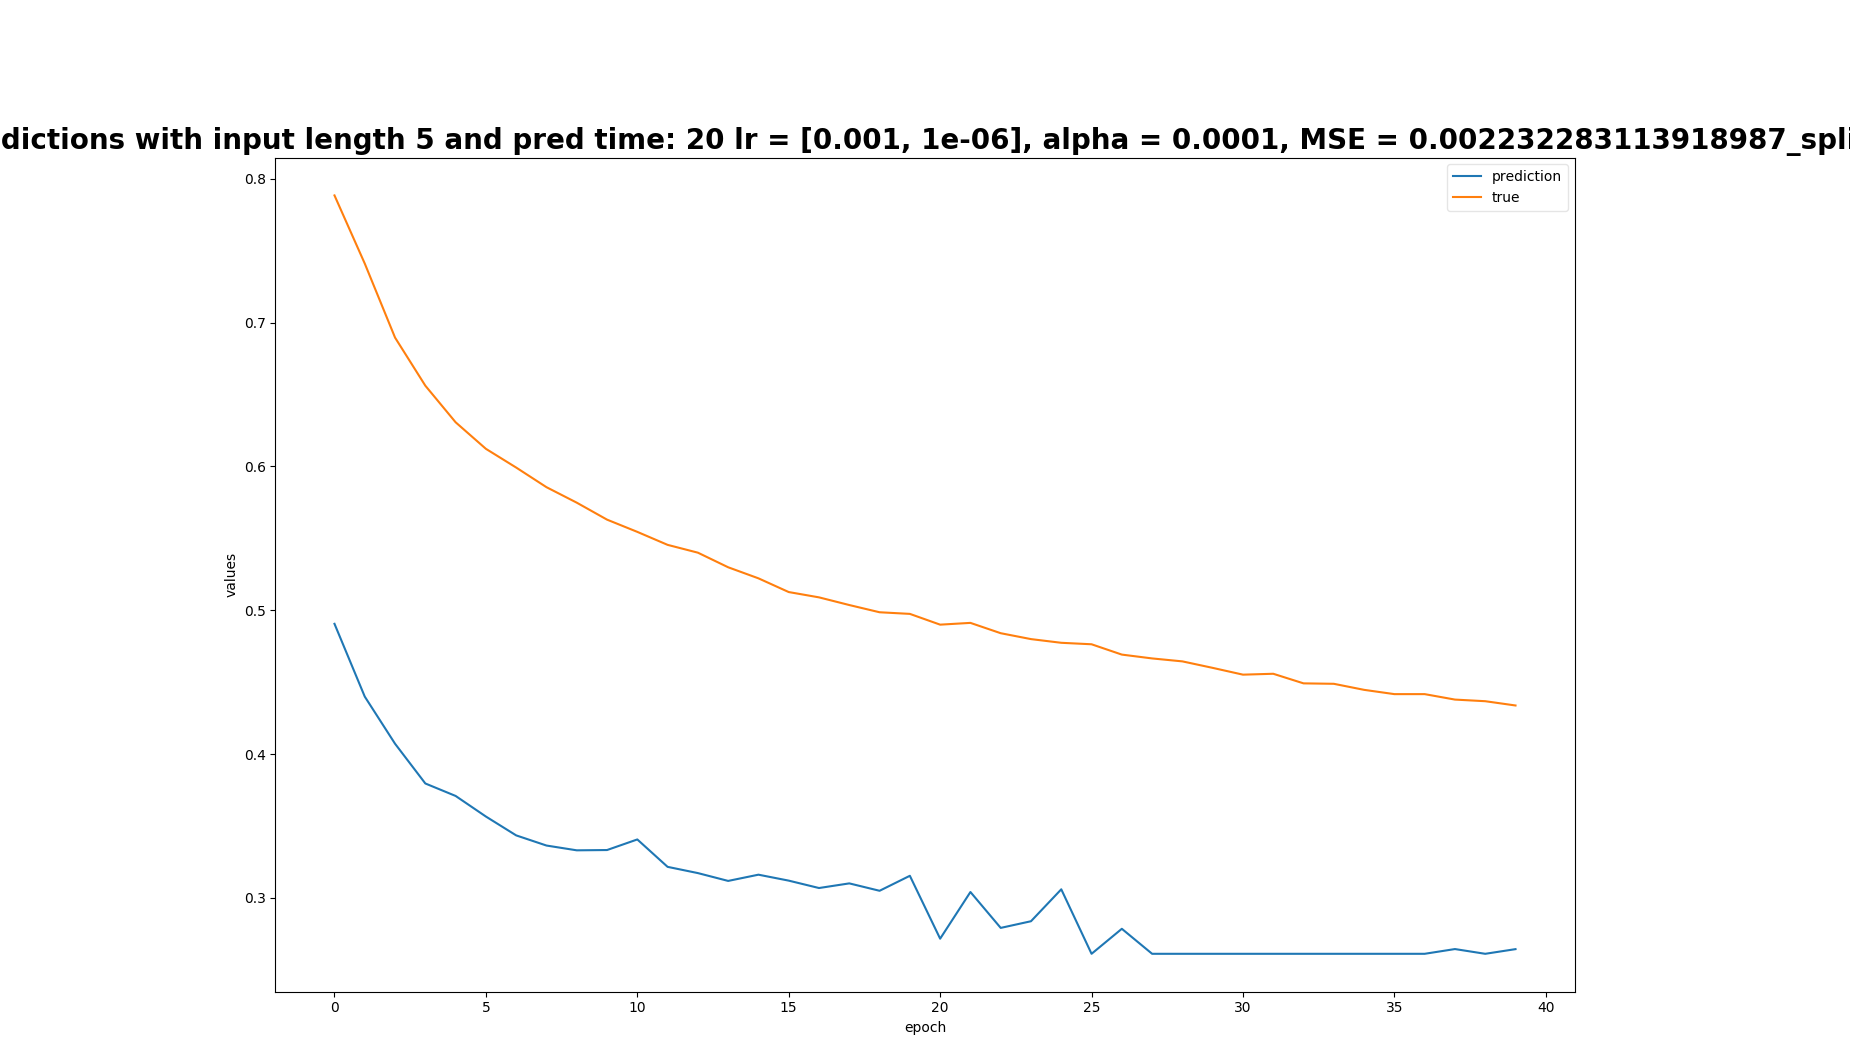 dictions with input length 5 and pred time: 20 lr = [0.001, 1e-06], alpha = 0.0001, MSE = 0.002232283113918987_spli
prediction
true
0.8
0.7
0.6
0.5
0.4
0.3
values
0 5 10 15 20 25 30 35 40
epoch